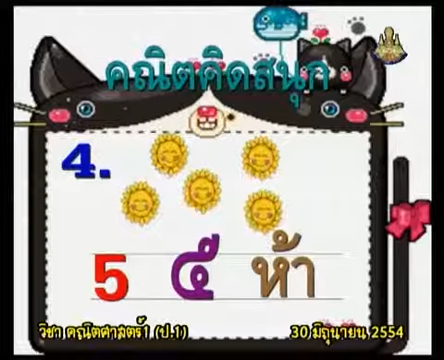 คณิตคิดสนุก
4.
5 ๕ ห้า
วิชา คณิตศาสตร์1 (ป.1) 30 มิถุนายน 2554